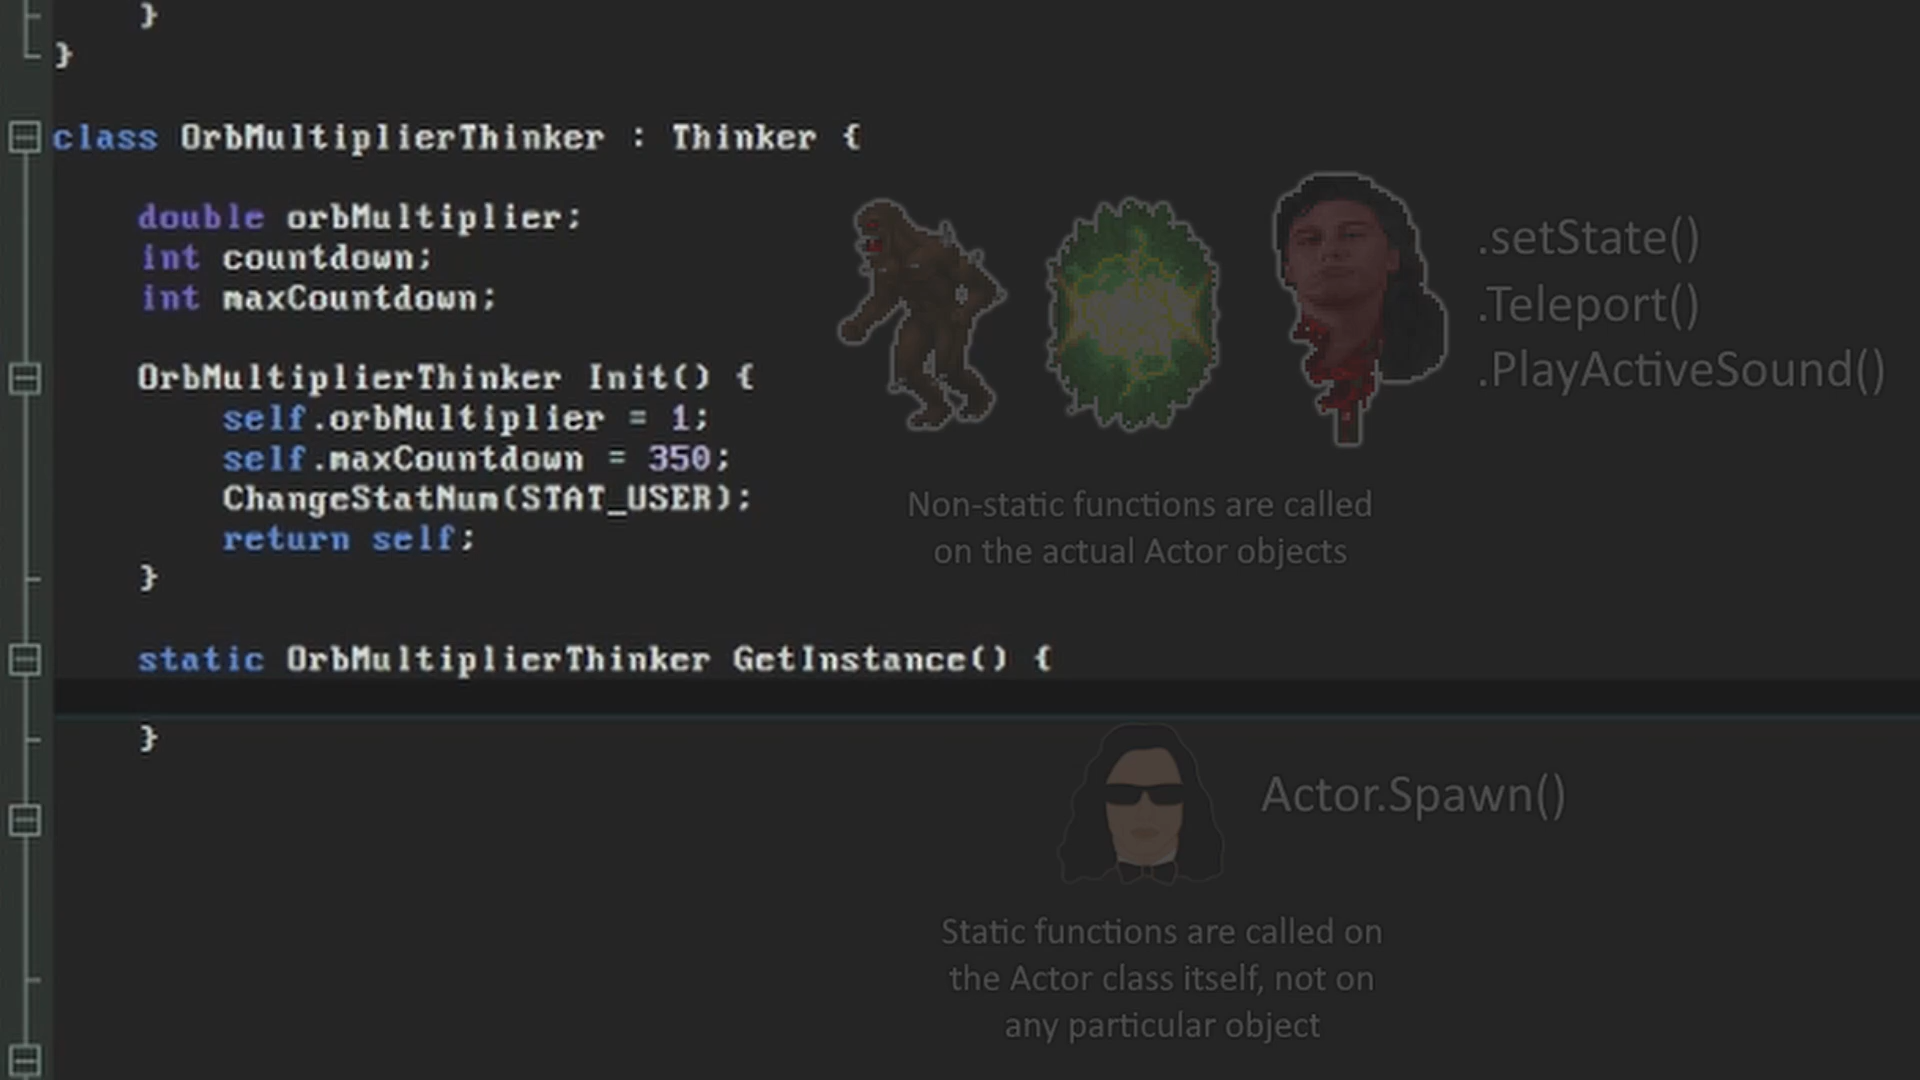 }
}
class OrbMultiplierThinker : Thinker {
double orbMultiplier;
int countdown;
int maxCountdown;
OrbMultiplierThinker Init() {
self.orbMultiplier = 1;
self.maxCountdown = 350;
ChangeStatNum(STAT_USER);
return self;
}
static OrbMultiplierThinker GetInstance() {
}
.setState()
.Teleport()
.PlayActiveSound()
Non-static functions are called
on the actual Actor objects
Actor.Spawn()
Static functions are called on
the Actor class itself, not on
any particular object